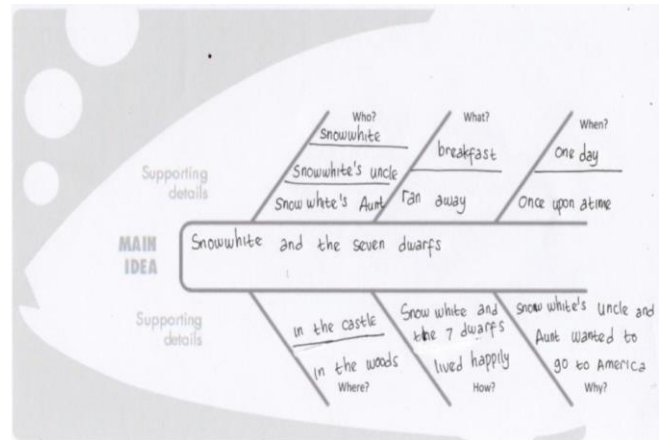 Who?
Snowwhite
Snowwhite's uncle
Snow white's Aunt
What?
breakfast
ran away
When?
One day
Once upon a time
Supporting
details
MAIN
IDEA
Snowwhite and the seven dwarfs
Supporting
details
in the castle
in the woods
Where?
Snow white and
the 7 dwarfs
lived happily
How?
Snow white's Uncle and
Aunt wanted to
go to America
Why?